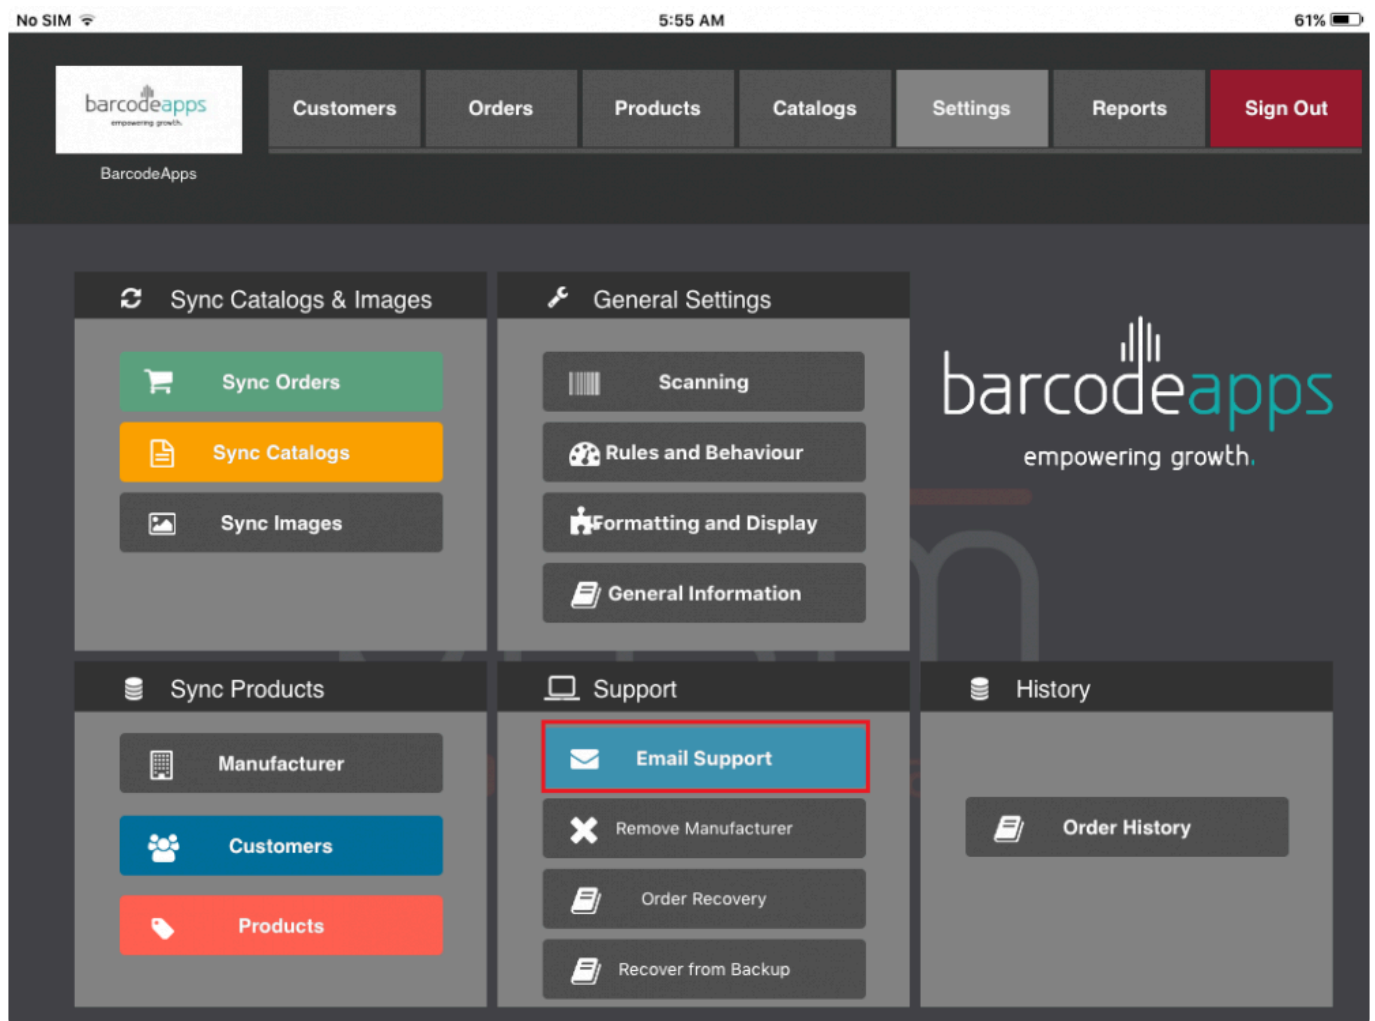 No SIM
5:55 AM
61%
barcodeapps
empowering growth.
BarcodeApps
Customers
Orders
Products
Catalogs
Settings
Reports
Sign Out
Sync Catalogs & Images
Sync Orders
Sync Catalogs
Sync Images
General Settings
Scanning
Rules and Behaviour
Formatting and Display
General Information
barcodeapps
empowering growth.
Sync Products
Manufacturer
Customers
Products
Support
Email Support
Remove Manufacturer
Order Recovery
Recover from Backup
History
Order History